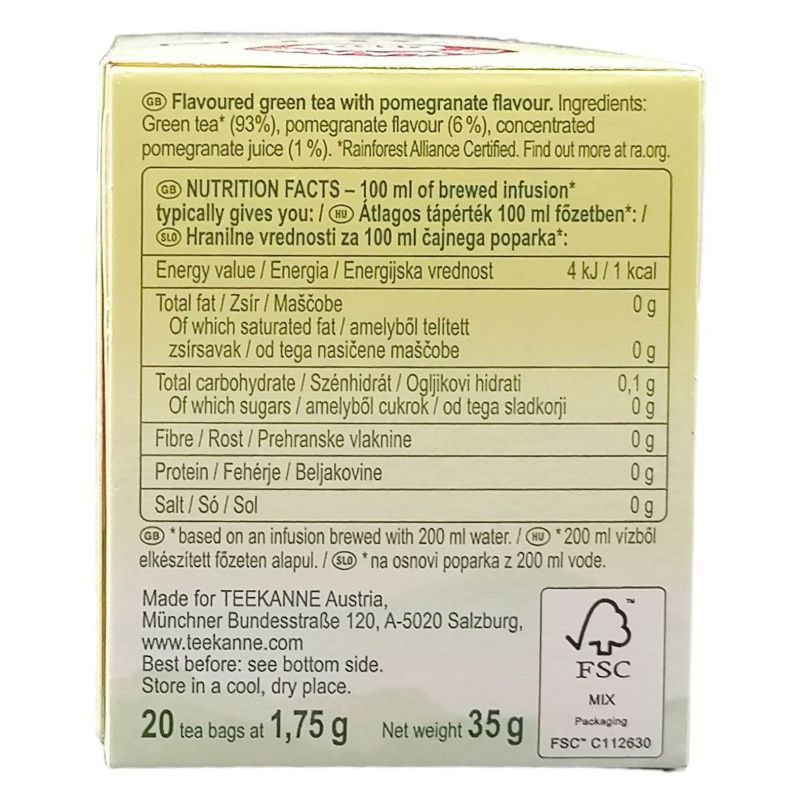 GB Flavoured green tea with pomegranate flavour. Ingredients:
Green tea* (93%), pomegranate flavour (6 %), concentrated
pomegranate juice (1 %). *Rainforest Alliance Certified. Find out more at ra.org.
GB NUTRITION FACTS – 100 ml of brewed infusion*
typically gives you: / HU Átlagos tápérték 100 ml főzetben*: /
SLO Hranilne vrednosti za 100 ml čajnega poparka*:
Energy value / Energia / Energijska vrednost 4 kJ / 1 kcal
Total fat / Zsír / Maščobe 0 g
Of which saturated fat / amelyből telített
zsírsavak / od tega nasičene maščobe 0 g
Total carbohydrate / Szénhidrát / Ogljikovi hidrati 0,1 g
Of which sugars / amelyből cukrok / od tega sladkorji 0 g
Fibre / Rost / Prehranske vlaknine 0 g
Protein / Fehérje / Beljakovine 0 g
Salt / Só / Sol 0 g
GB *based on an infusion brewed with 200 ml water. / HU *200 ml vízből
elkészített főzeten alapul. / SLO *na osnovi poparka z 200 ml vode.
Made for TEEKANNE Austria,
Münchner Bundesstraße 120, A-5020 Salzburg,
www.teekanne.com
Best before: see bottom side.
Store in a cool, dry place.
20 tea bags at 1,75 g Net weight 35 g
TM
FSC
MIX
Packaging
FSC™ C112630